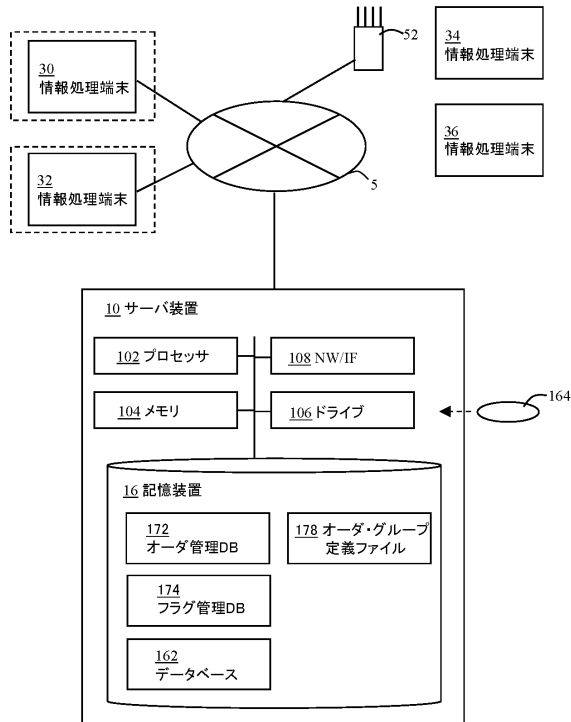 30
情報処理端末
52
34
情報処理端末
32
情報処理端末
36
情報処理端末
5
10 サーバ装置
102 プロセッサ
108 NW/IF
104 メモリ
106 ドライブ
164
16 記憶装置
172
オーダ管理DB
178 オーダ・グループ
定義ファイル
174
フラグ管理DB
162
データベース